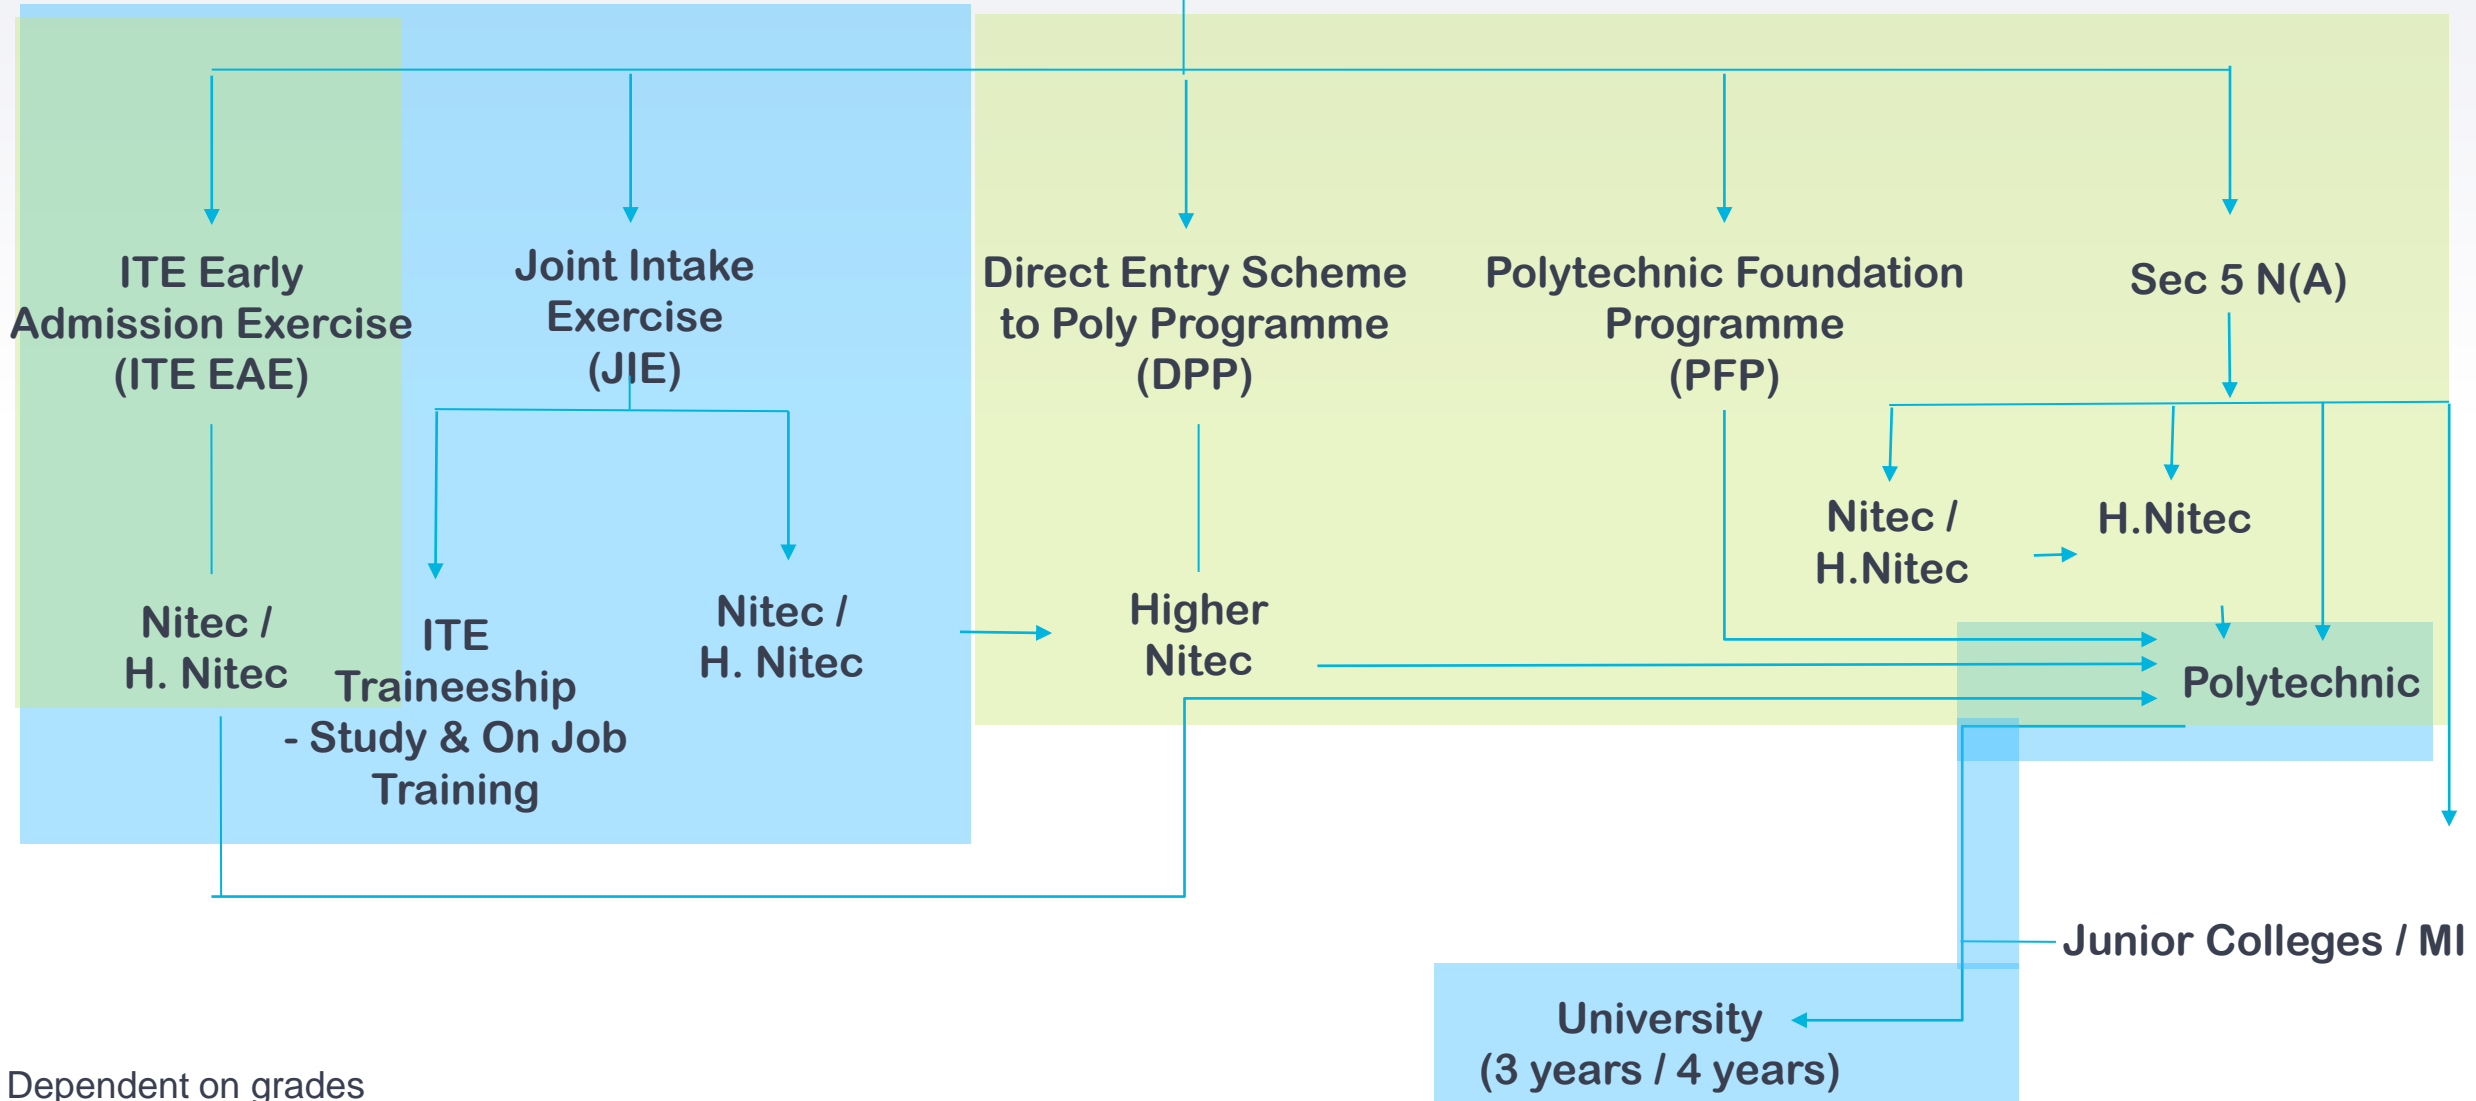 ITE Early
Admission Exercise
(ITE EAE)
Joint Intake
Exercise
(JIE)
Direct Entry Scheme
to Poly Programme
(DPP)
Polytechnic Foundation
Programme
(PFP)
Sec 5 N(A)
Nitec /
H. Nitec
ITE
Traineeship
- Study & On Job
Training
Nitec /
H. Nitec
Higher
Nitec
Nitec /
H.Nitec
H.Nitec
Polytechnic
Junior Colleges / MI
University
(3 years / 4 years)
Dependent on grades